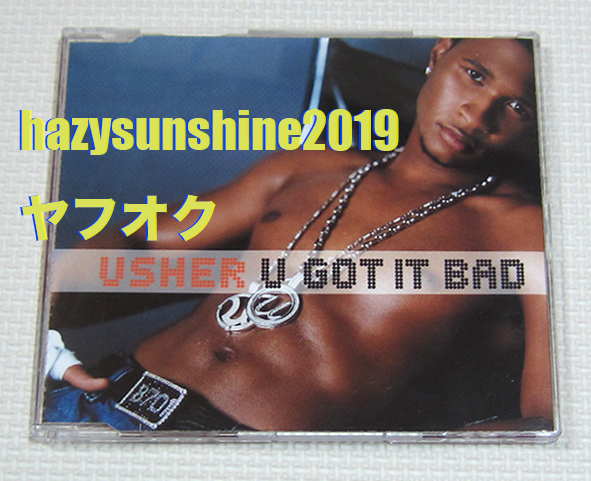 hazysunshine2019
ヤフオク
USHER U GOT IT BAD